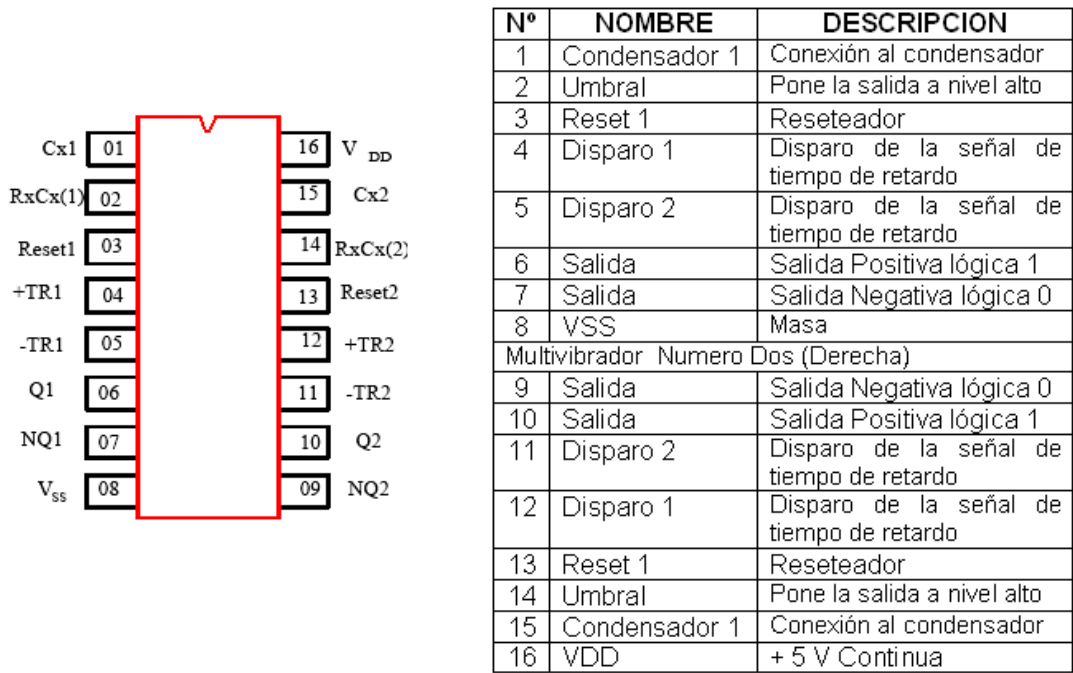 Cx1 01 16 V DD
RxCx(1) 02 15 Cx2
Reset1 03 14 RxCx(2)
+TR1 04 13 Reset2
-TR1 05 12 +TR2
Q1 06 11 -TR2
NQ1 07 10 Q2
Vss 08 09 NQ2
Nº NOMBRE DESCRIPCION
1 Condensador 1 Conexión al condensador
2 Umbral Pone la salida a nivel alto
3 Reset 1 Reseteador
4 Disparo 1 Disparo de la señal de
tiempo de retardo
5 Disparo 2 Disparo de la señal de
tiempo de retardo
6 Salida Salida Positiva lógica 1
7 Salida Salida Negativa lógica 0
8 VSS Masa
Multivibrador Numero Dos (Derecha)
9 Salida Salida Negativa lógica 0
10 Salida Salida Positiva lógica 1
11 Disparo 2 Disparo de la señal de
tiempo de retardo
12 Disparo 1 Disparo de la señal de
tiempo de retardo
13 Reset 1 Reseteador
14 Umbral Pone la salida a nivel alto
15 Condensador 1 Conexión al condensador
16 VDD + 5 V Continua